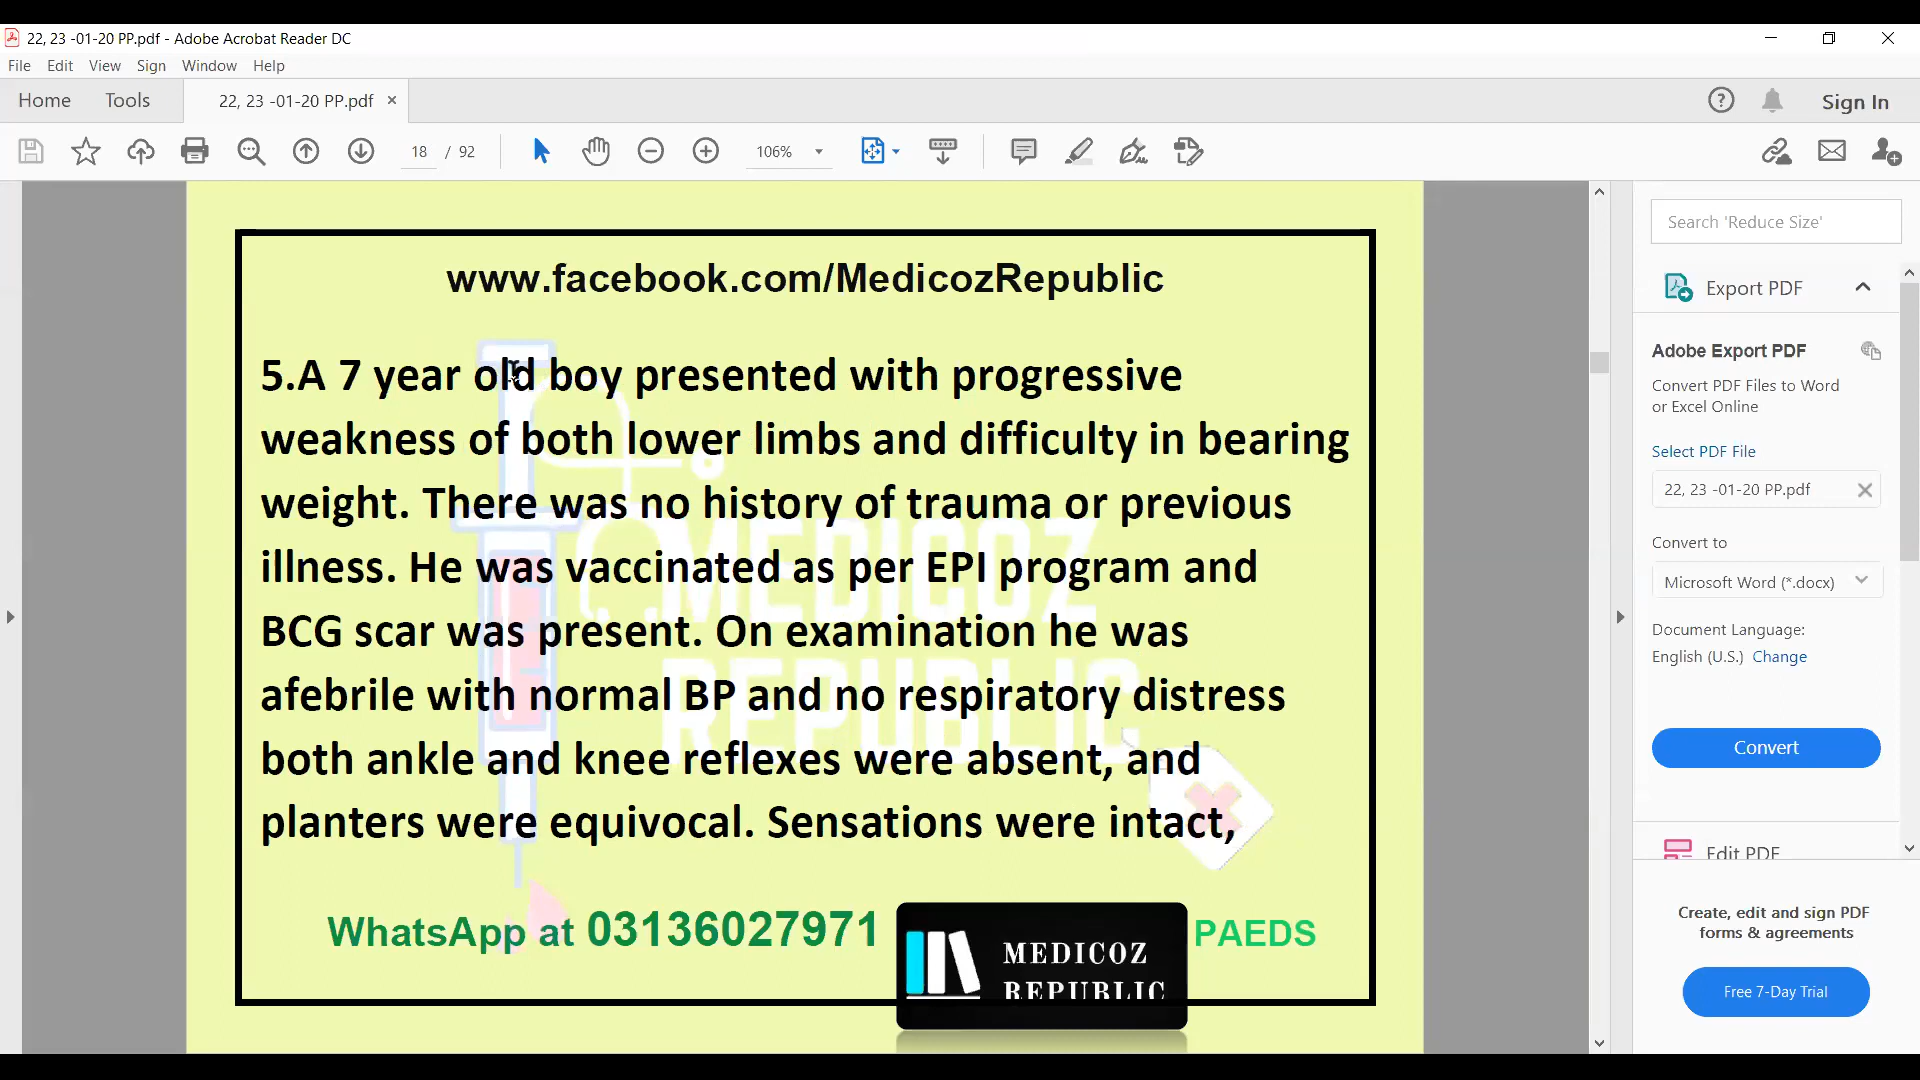 22, 23 -01-20 PP.pdf - Adobe Acrobat Reader DC
File Edit View Sign Window Help
Home Tools 22, 23 -01-20 PP.pdf × Sign In
18 / 92 106%
www.facebook.com/MedicozRepublic
5.A 7 year old boy presented with progressive
weakness of both lower limbs and difficulty in bearing
weight. There was no history of trauma or previous
illness. He was vaccinated as per EPI program and
BCG scar was present. On examination he was
afebrile with normal BP and no respiratory distress
both ankle and knee reflexes were absent, and
planters were equivocal. Sensations were intact,
MEDICOZ
REPUBLIC
WhatsApp at 03136027971
MEDICOZ
REPUBLIC
PAEDS
Search 'Reduce Size'
Export PDF
Adobe Export PDF
Convert PDF Files to Word
or Excel Online
Select PDF File
22, 23 -01-20 PP.pdf
Convert to
Microsoft Word (*.docx)
Document Language:
English (U.S.) Change
Convert
Edit PDF
Create, edit and sign PDF
forms & agreements
Free 7-Day Trial